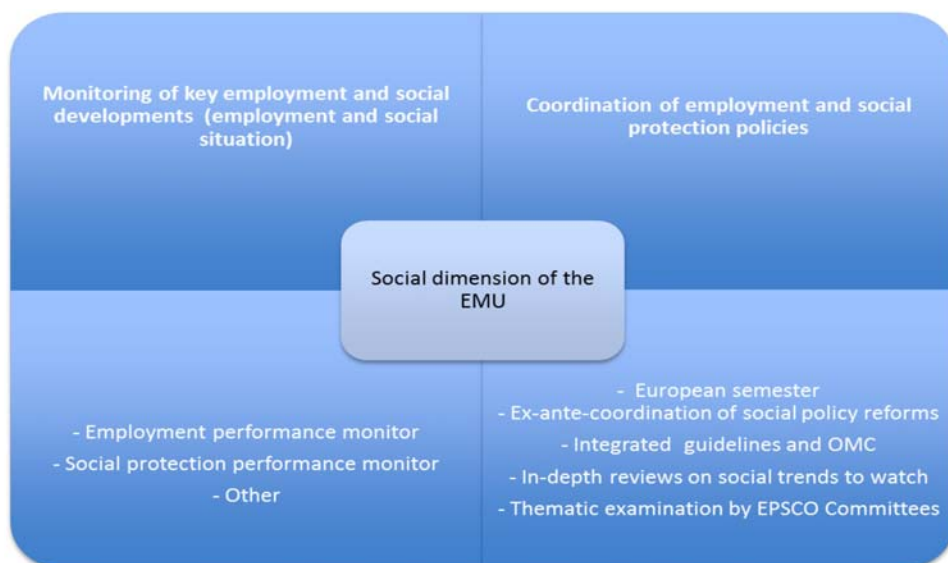 Monitoring of key employment and social
developments (employment and social
situation)
Coordination of employment and social
protection policies
Social dimension of the
EMU
- Employment performance monitor
- Social protection performance monitor
- Other
- European semester
- Ex-ante-coordination of social policy reforms
- Integrated guidelines and OMC
- In-depth reviews on social trends to watch
- Thematic examination by EPSCO Committees